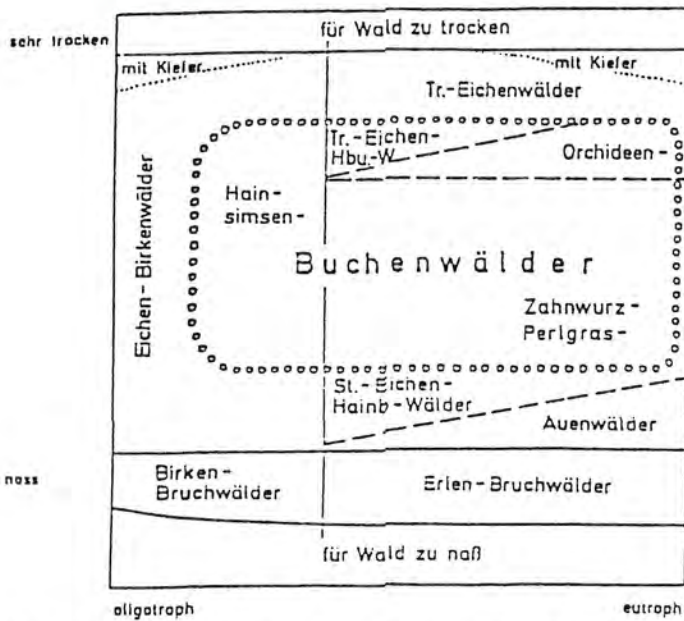 für Wald zu trocken
sehr trocken
mit Kiefer
mit Kiefer
Tr.-Eichenwälder
Tr.-Eichen-
Hbu.-W.
Orchideen-
Hain-
simsen-
Eichen-Birkenwälder
Buchenwälder
Zahnwurz-
Perlgras-
St.-Eichen-
Hainb-Wälder
Auenwälder
nass
Birken-
Bruchwälder
Erlen-Bruchwälder
für Wald zu naß
oligotroph
eutroph